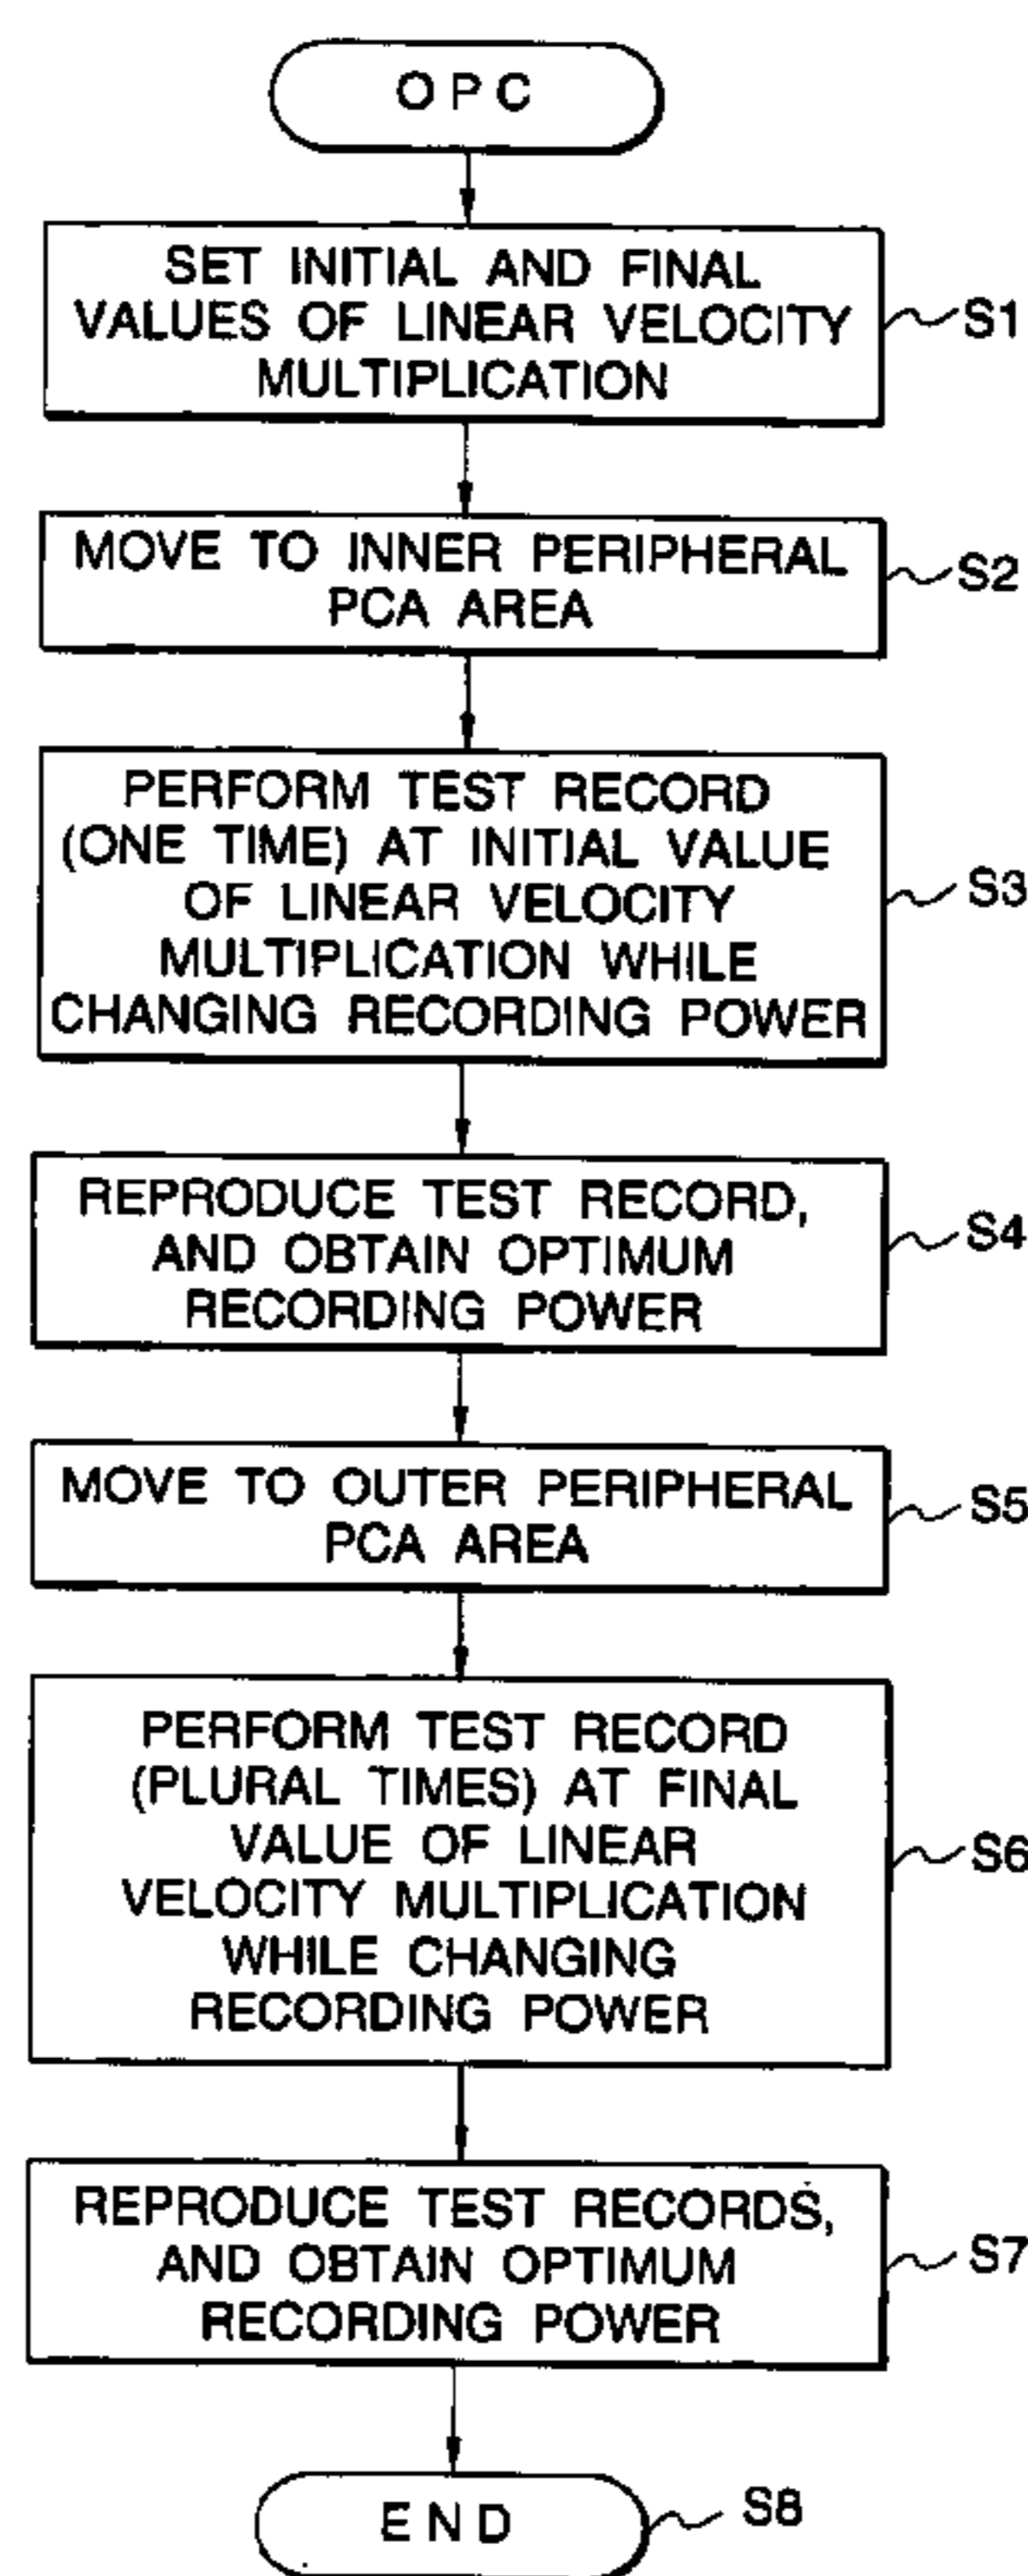 OPC
SET INITIAL AND FINAL
VALUES OF LINEAR VELOCITY
MULTIPLICATION
S1
MOVE TO INNER PERIPHERAL
PCA AREA
S2
PERFORM TEST RECORD
(ONE TIME) AT INITIAL VALUE
OF LINEAR VELOCITY
MULTIPLICATION WHILE
CHANGING RECORDING POWER
S3
REPRODUCE TEST RECORD,
AND OBTAIN OPTIMUM
RECORDING POWER
S4
MOVE TO OUTER PERIPHERAL
PCA AREA
S5
PERFORM TEST RECORD
(PLURAL TIMES) AT FINAL
VALUE OF LINEAR
VELOCITY MULTIPLICATION
WHILE CHANGING
RECORDING POWER
S6
REPRODUCE TEST RECORDS,
AND OBTAIN OPTIMUM
RECORDING POWER
S7
END
S8